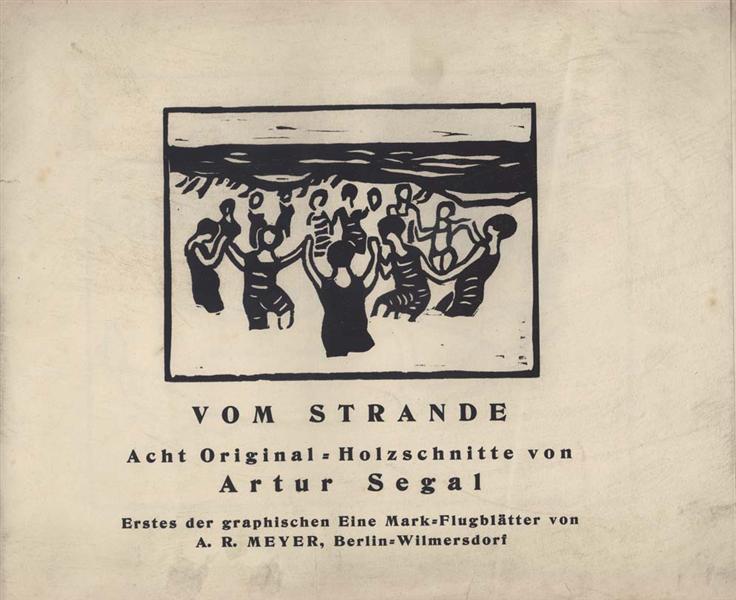 VOM STRANDE
Acht Original=Holzschnitte von
Artur Segal
Erstes der graphischen Eine Mark=Flugblätter von
A. R. MEYER, Berlin=Wilmersdorf